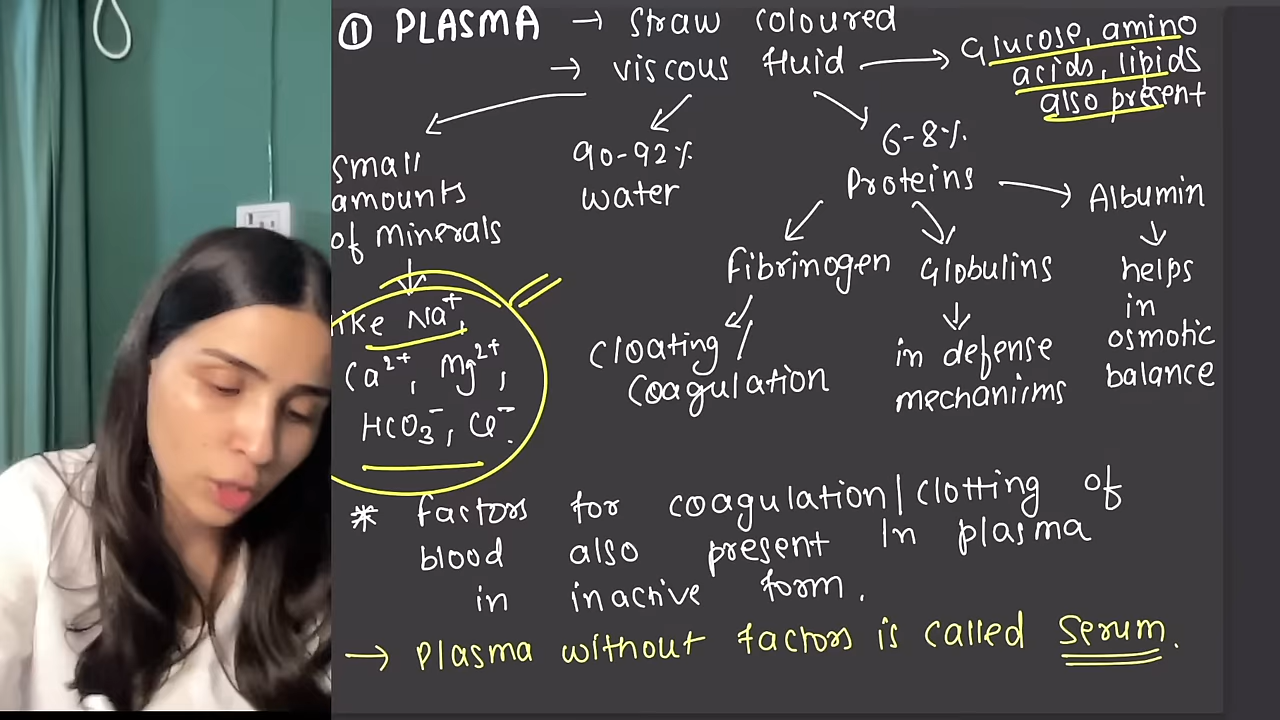 ① PLASMA → Straw coloured
→ viscous fluid → Glucose, amino
acids, lipids
also present
Small
amounts
of minerals
like Na⁺,
Ca²⁺, Mg²⁺,
HCO₃⁻, Cl⁻.
90-92%
water
6-8%
Proteins → Albumin
helps
in
osmotic
balance
Fibrinogen
Cloating /
Coagulation
Globulins
in defense
mechanisms
* factors for coagulation/clotting of
blood also present in plasma
in inactive form.
→ Plasma without factors is called Serum.